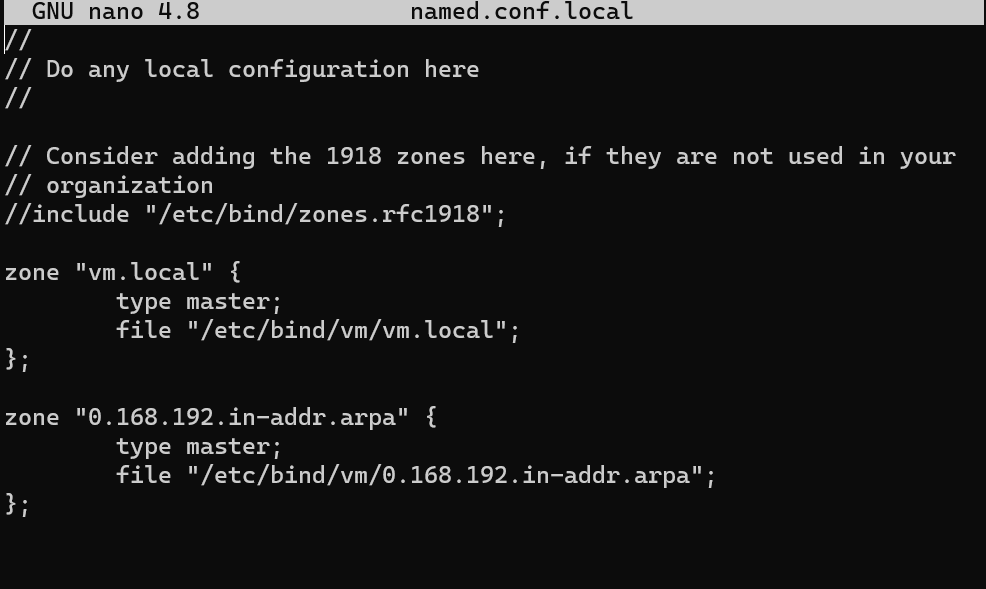 GNU nano 4.8 named.conf.local
//
// Do any local configuration here
//
// Consider adding the 1918 zones here, if they are not used in your
// organization
//include "/etc/bind/zones.rfc1918";
zone "vm.local" {
type master;
file "/etc/bind/vm/vm.local";
};
zone "0.168.192.in-addr.arpa" {
type master;
file "/etc/bind/vm/0.168.192.in-addr.arpa";
};